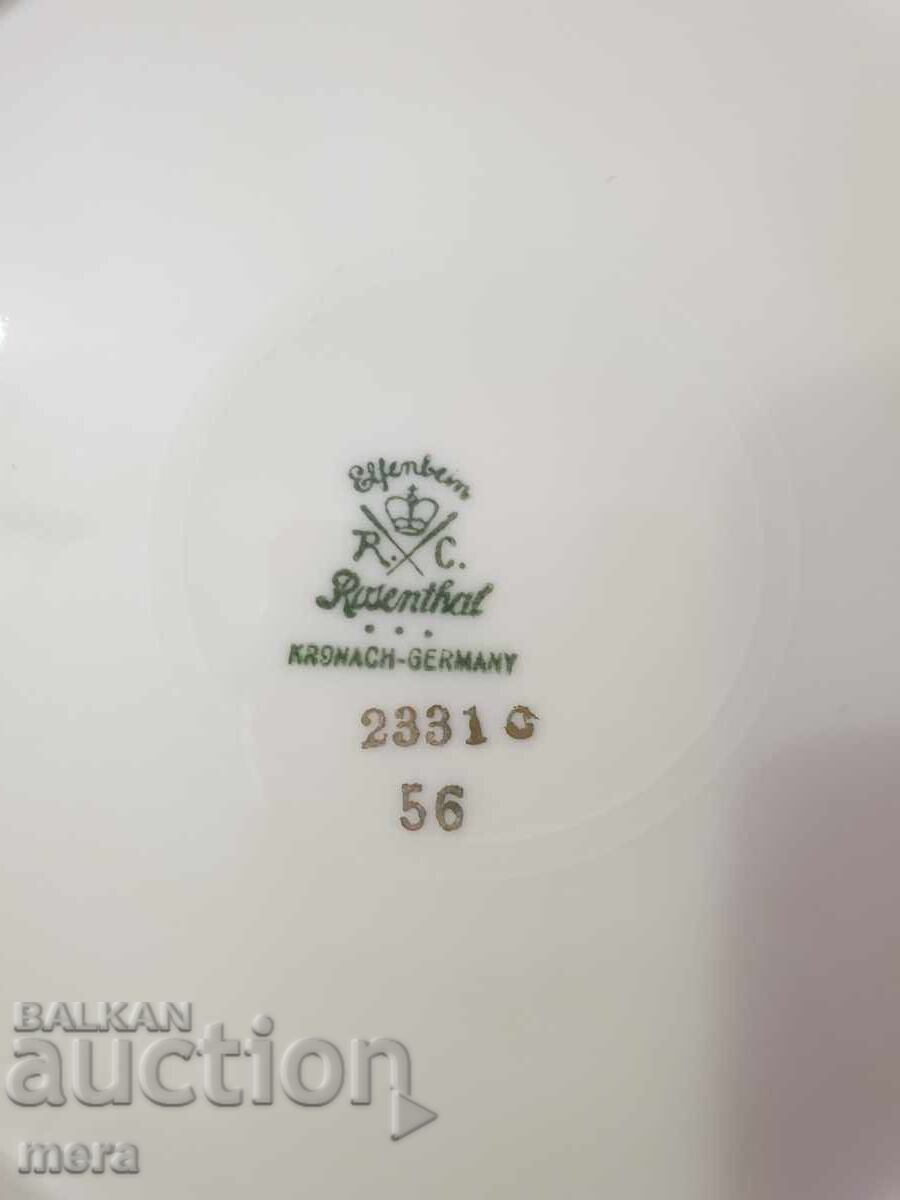 Elfenbein
R. C.
Rosenthal
KRONACH-GERMANY
2331 G
56
BALKAN
auction
mera